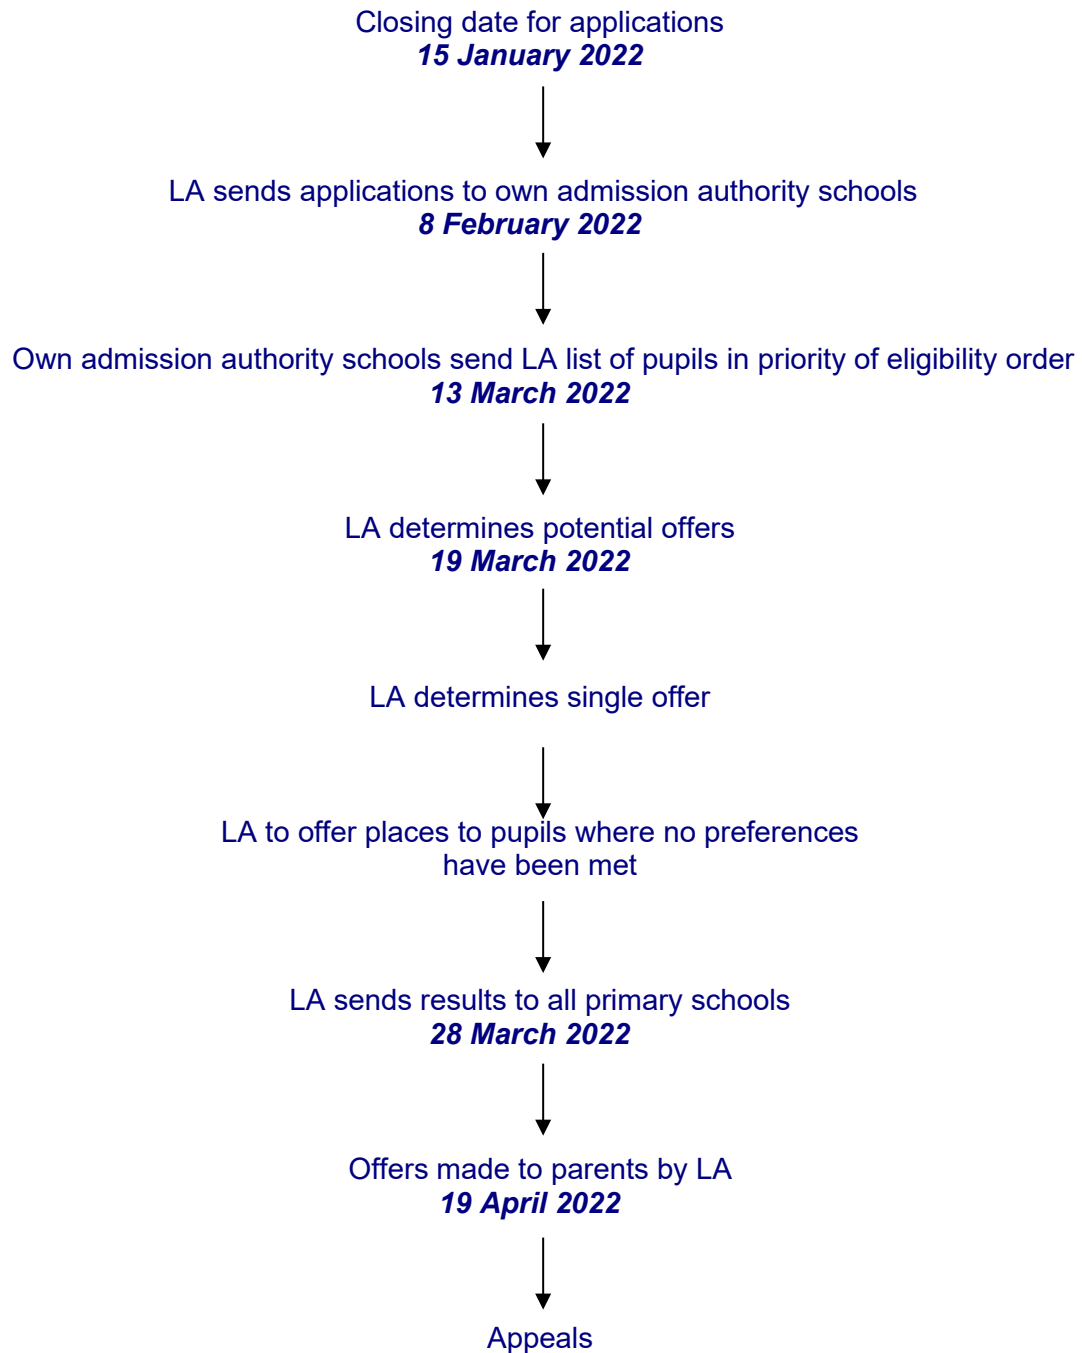 Closing date for applications
15 January 2022
LA sends applications to own admission authority schools
8 February 2022
Own admission authority schools send LA list of pupils in priority of eligibility order
13 March 2022
LA determines potential offers
19 March 2022
LA determines single offer
LA to offer places to pupils where no preferences
have been met
LA sends results to all primary schools
28 March 2022
Offers made to parents by LA
19 April 2022
Appeals